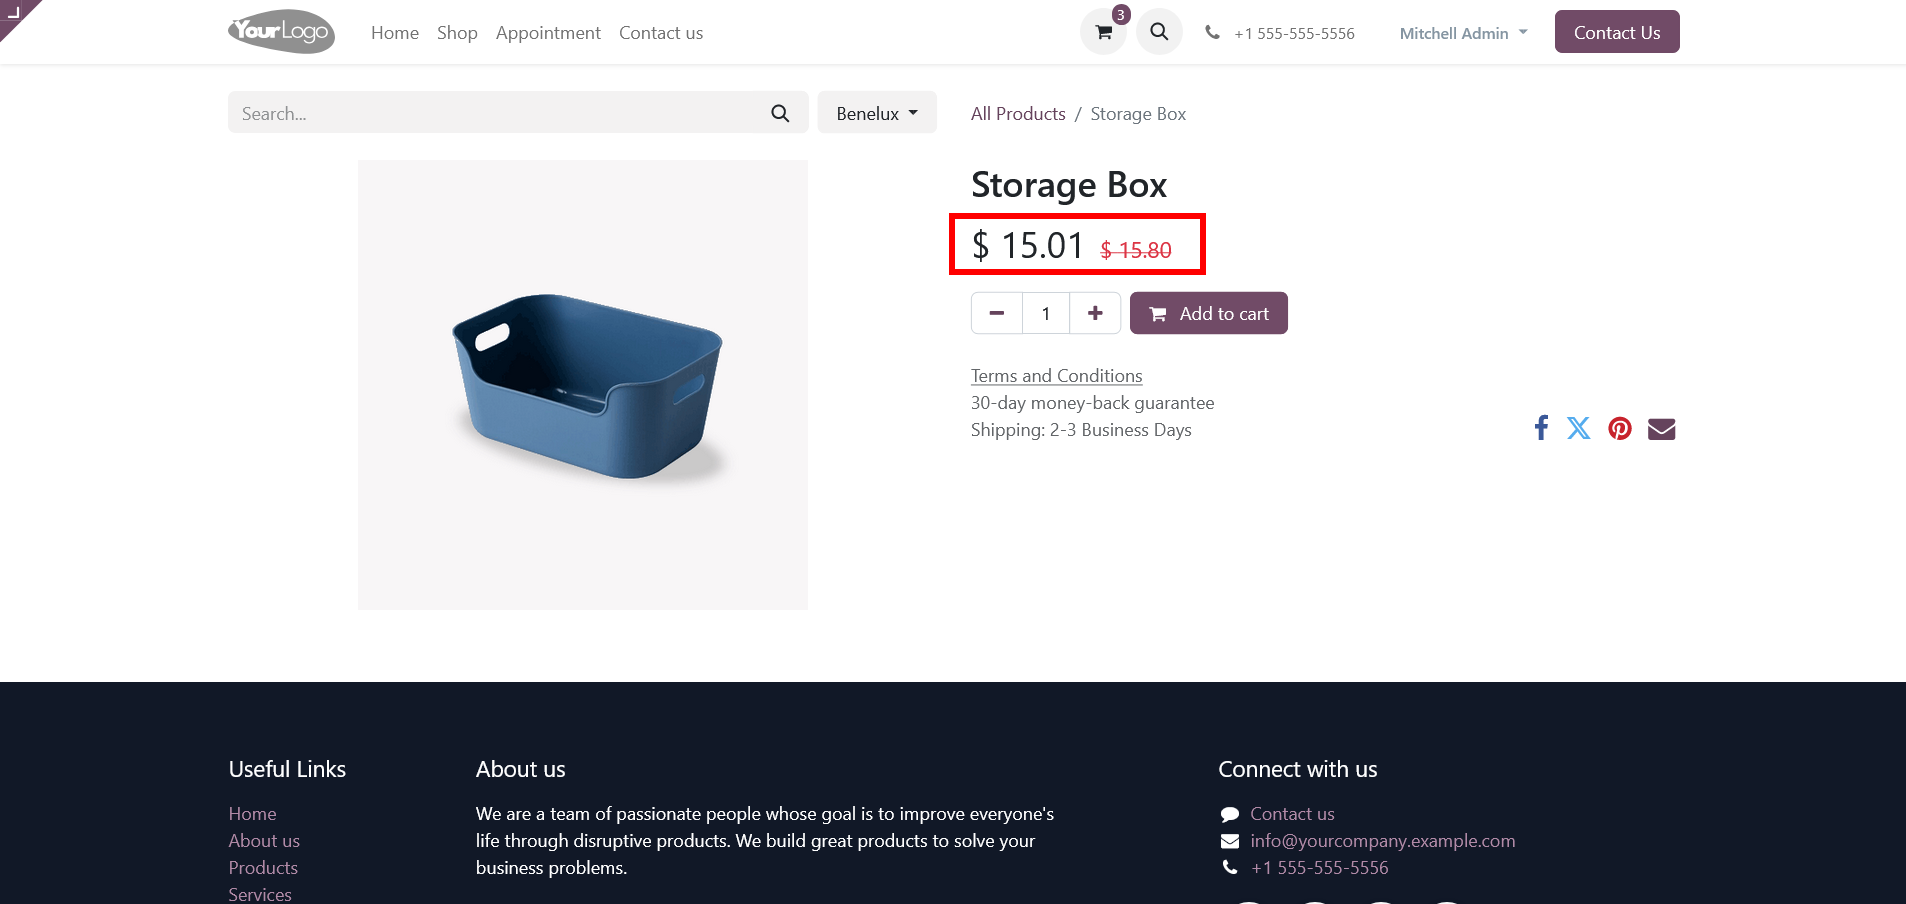 YourLogo
Home Shop Appointment Contact us
3
+1 555-555-5556
Mitchell Admin
Contact Us
Search...
Benelux
All Products / Storage Box
Storage Box
$ 15.01 $ 15.80
1
Add to cart
Terms and Conditions
30-day money-back guarantee
Shipping: 2-3 Business Days
Useful Links
Home
About us
Products
Services
About us
We are a team of passionate people whose goal is to improve everyone's
life through disruptive products. We build great products to solve your
business problems.
Connect with us
Contact us
info@yourcompany.example.com
+1 555-555-5556